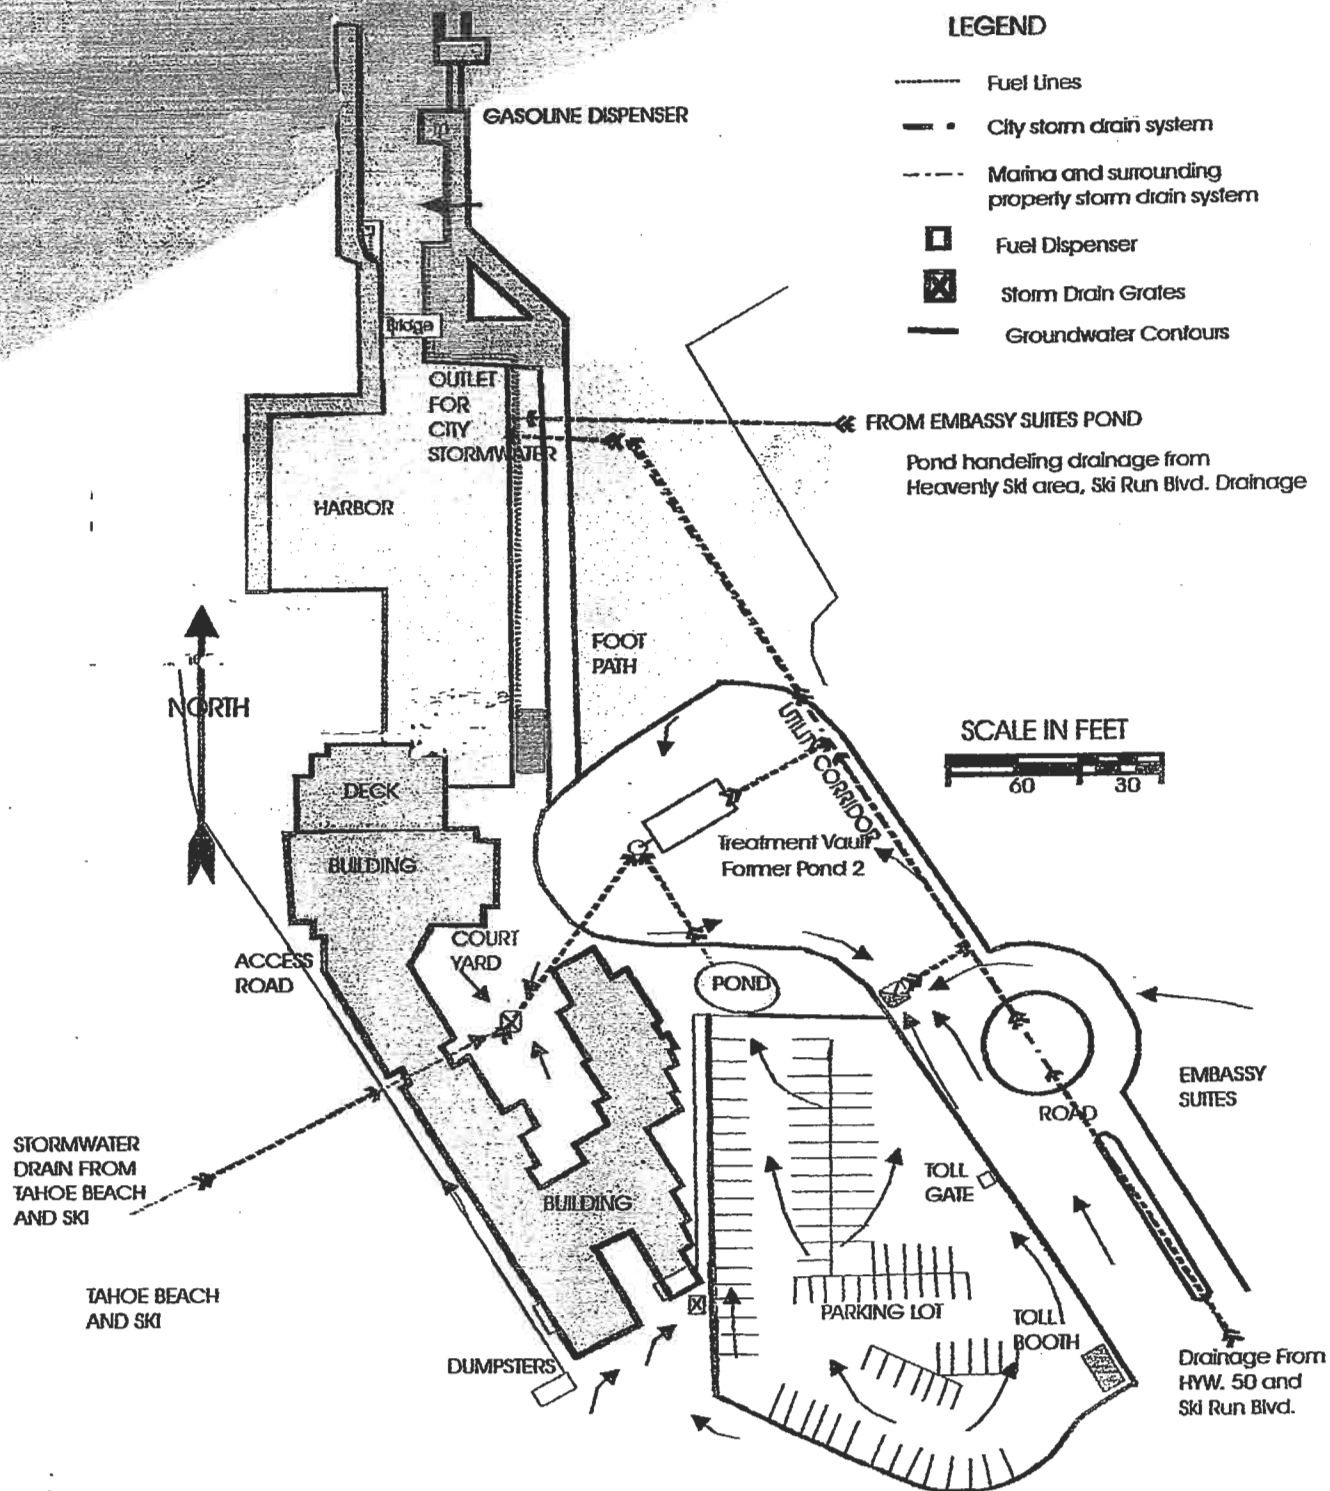 LEGEND
Fuel Lines
City storm drain system
Marina and surrounding
property storm drain system
Fuel Dispenser
Storm Drain Grates
Groundwater Contours
GASOLINE DISPENSER
Bridge
OUTLET
FOR
CITY
STORMWATER
FROM EMBASSY SUITES POND
Pond handeling drainage from
Heavenly Ski area, Ski Run Blvd. Drainage
HARBOR
FOOT
PATH
NORTH
UTILITY CORRIDOR
SCALE IN FEET
60 30
DECK
BUILDING
Treatment Vault
Former Pond 2
COURT
YARD
ACCESS
ROAD
POND
EMBASSY
SUITES
ROAD
STORMWATER
DRAIN FROM
TAHOE BEACH
AND SKI
TOLL
GATE
BUILDING
TAHOE BEACH
AND SKI
PARKING LOT
TOLL
BOOTH
DUMPSTERS
Drainage From
HYW. 50 and
Ski Run Blvd.